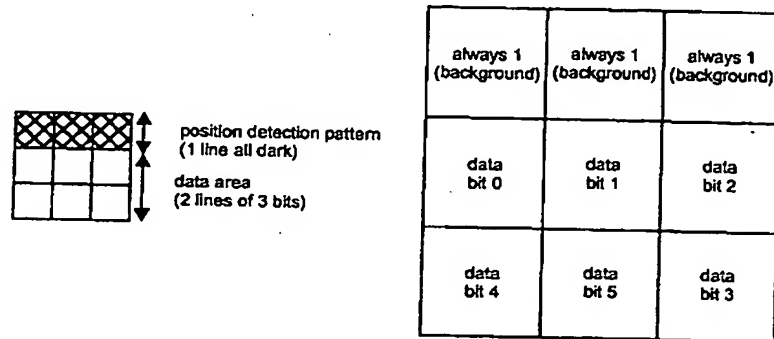 position detection pattern
(1 line all dark)
data area
(2 lines of 3 bits)
always 1
(background)
always 1
(background)
always 1
(background)
data
bit 0
data
bit 1
data
bit 2
data
bit 4
data
bit 5
data
bit 3